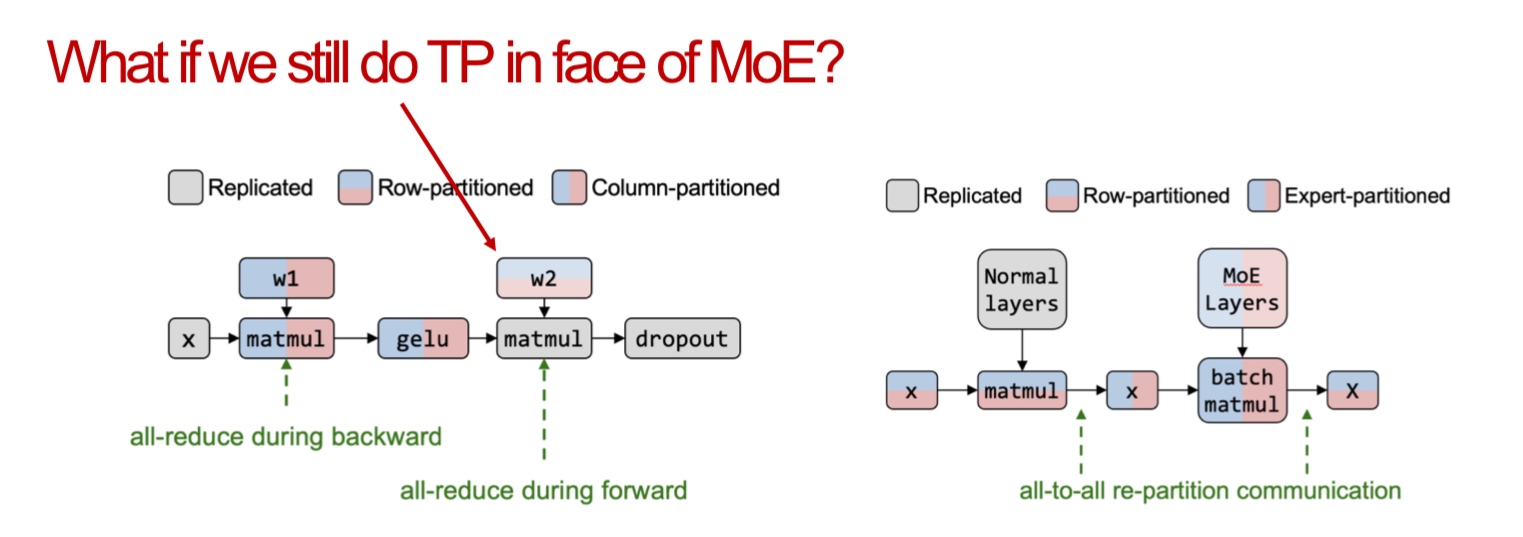 What if we still do TP in face of MoE?
Replicated
Row-partitioned
Column-partitioned
w1
w2
x
matmul
gelu
matmul
dropout
all-reduce during backward
all-reduce during forward
Replicated
Row-partitioned
Expert-partitioned
Normal
layers
MoE
Layers
x
matmul
x
batch
matmul
X
all-to-all re-partition communication